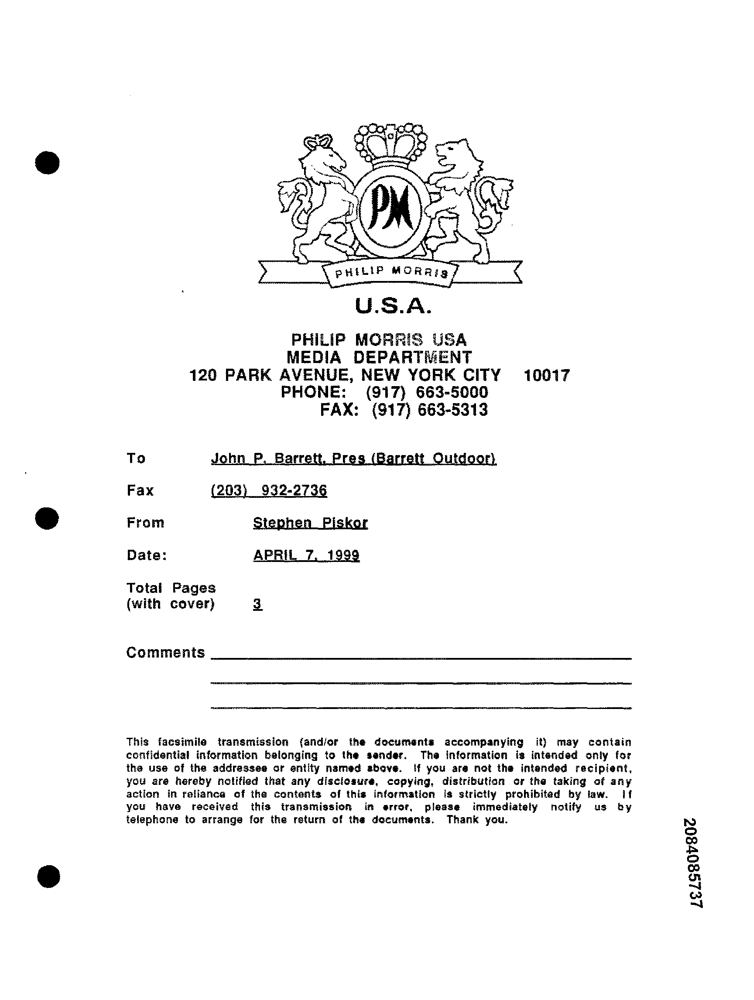 PM
PHILIP MORRIS
U.S.A.
PHILIP MORRIS USA
MEDIA DEPARTMENT
120 PARK AVENUE, NEW YORK CITY 10017
PHONE: (917) 663-5000
FAX: (917) 663-5313
To John P. Barrett, Pres (Barrett Outdoor)
Fax (203) 932-2736
From Stephen Piskor
Date: APRIL 7, 1999
Total Pages
(with cover) 3
Comments
This facsimile transmission (and/or the documents accompanying it) may contain
confidential information belonging to the sender. The information is intended only for
the use of the addressee or entity named above. If you are not the intended recipient,
you are hereby notified that any disclosure, copying, distribution or the taking of any
action in reliance of the contents of this information is strictly prohibited by law. If
you have received this transmission in error, please immediately notify us by
telephone to arrange for the return of the documents. Thank you.
2084085737